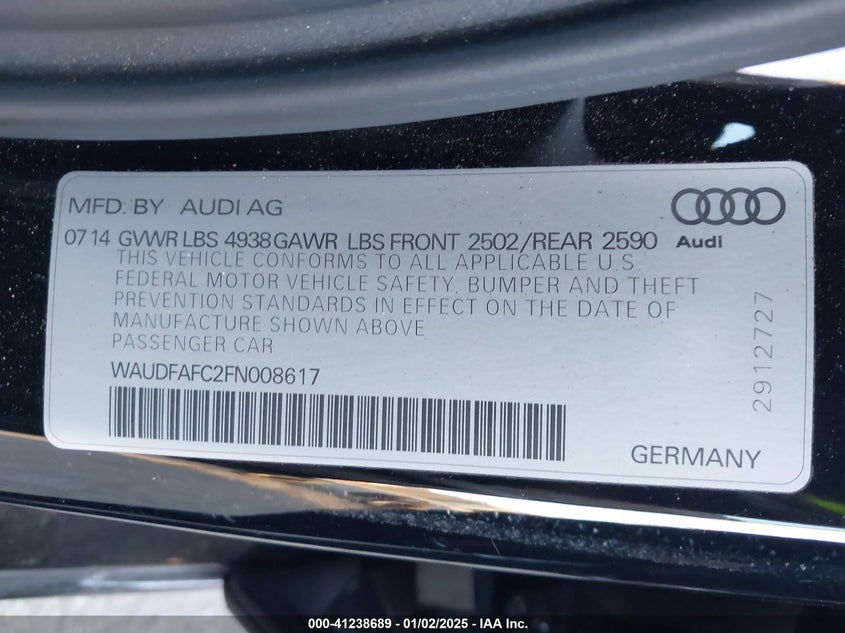 MFD. BY AUDI AG
Audi
07 14 GVWR LBS 4938 GAWR LBS FRONT 2502/REAR 2590
THIS VEHICLE CONFORMS TO ALL APPLICABLE U.S.
FEDERAL MOTOR VEHICLE SAFETY, BUMPER AND THEFT
PREVENTION STANDARDS IN EFFECT ON THE DATE OF
MANUFACTURE SHOWN ABOVE
PASSENGER CAR
WAUDFAFC2FN008617
2912727
GERMANY
000-41238689 - 01/02/2025 - IAA Inc.